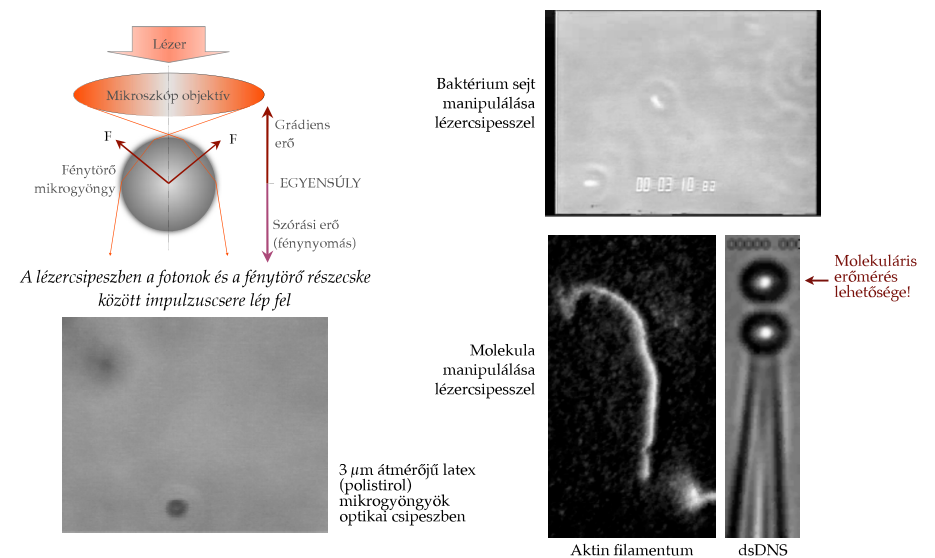 Lézer
Mikroszkóp objektív
F
F
Grádiens
erő
Fénytörő
mikrogyöngy
EGYENSÚLY
Szórási erő
(fénynyomás)
A lézercsipeszben a fotonok és a fénytörő részecske
között impulzuscsere lép fel
3 µm átmérőjű latex
(polistirol)
mikrogyöngyök
optikai csipeszben
Baktérium sejt
manipulálása
lézercsipesszel
00 03 10 82
Molekula
manipulálása
lézercsipesszel
00000 000
Molekuláris
erőmérés
lehetősége!
Aktin filamentum
dsDNS